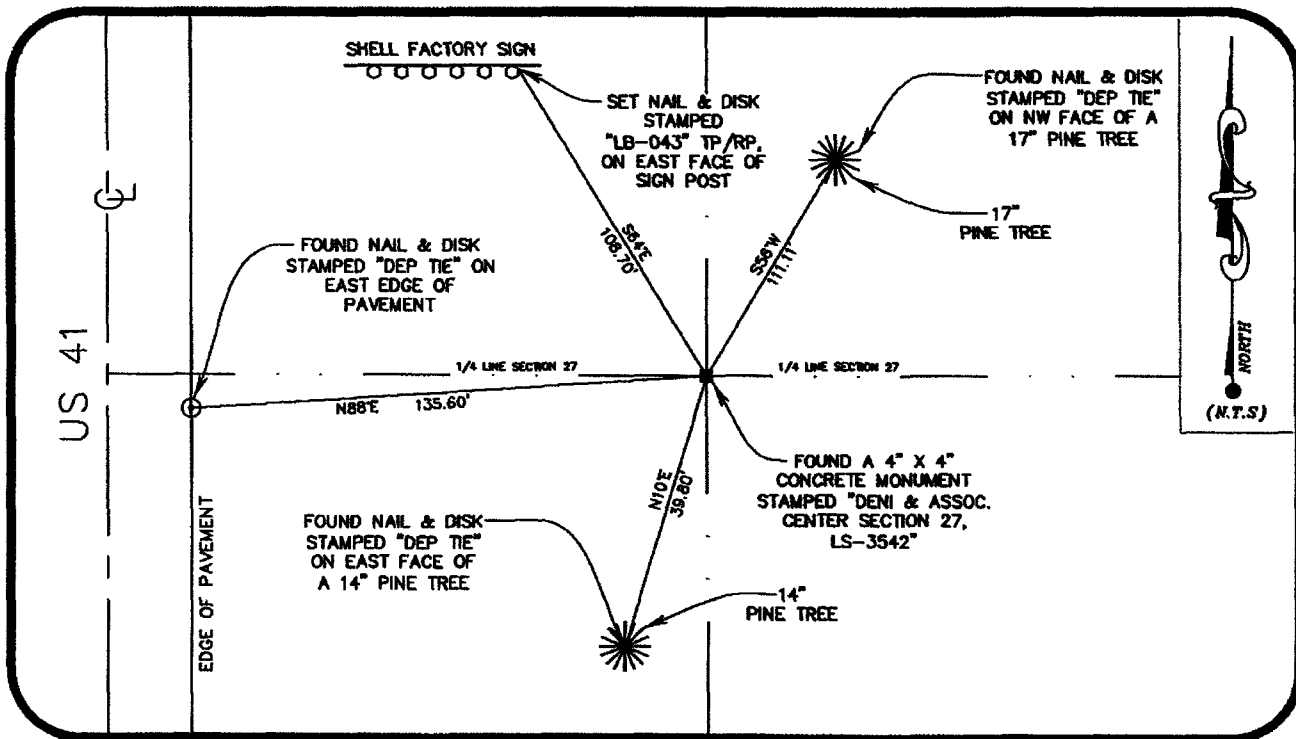 SHELL FACTORY SIGN
SET NAIL & DISK
STAMPED
"LB-043" TP/RP,
ON EAST FACE OF
SIGN POST
FOUND NAIL & DISK
STAMPED "DEP TIE"
ON NW FACE OF A
17" PINE TREE
17"
PINE TREE
FOUND NAIL & DISK
STAMPED "DEP TIE" ON
EAST EDGE OF
PAVEMENT
S64°E
108.70'
S56°W
111.11'
US 41
1/4 LINE SECTION 27
1/4 LINE SECTION 27
N88°E 135.60'
NORTH
(N.T.S)
N10°E
39.80'
FOUND A 4" X 4"
CONCRETE MONUMENT
STAMPED "DENI & ASSOC.
CENTER SECTION 27,
LS-3542"
FOUND NAIL & DISK
STAMPED "DEP TIE"
ON EAST FACE OF
A 14" PINE TREE
14"
PINE TREE
EDGE OF PAVEMENT